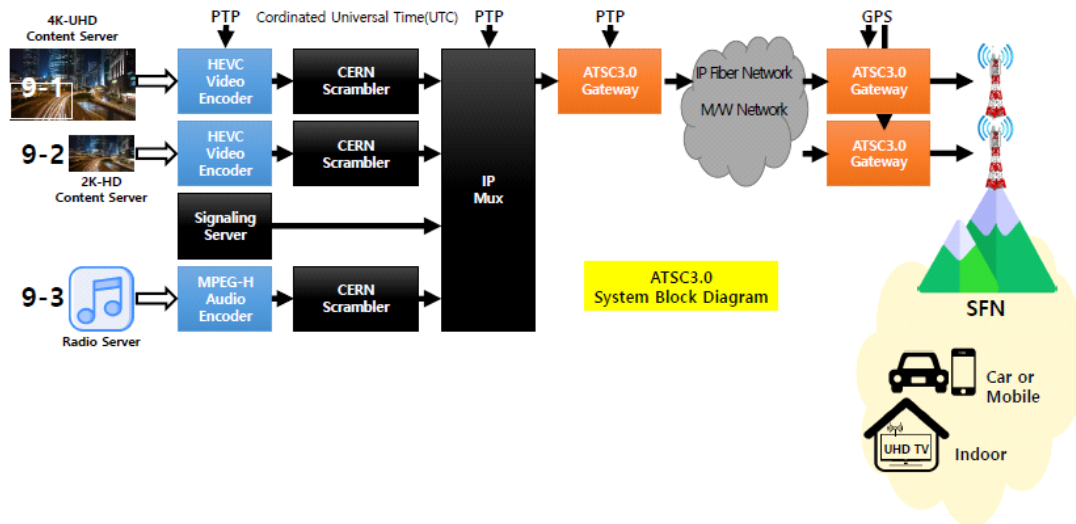 4K-UHD
Content Server
PTP
Cordinated Universal Time(UTC)
PTP
PTP
GPS
9-1
HEVC
Video
Encoder
CERN
Scrambler
ATSC3.0
Gateway
IP Fiber Network
M/W Network
ATSC3.0
Gateway
9-2
2K-HD
Content Server
HEVC
Video
Encoder
CERN
Scrambler
IP
Mux
ATSC3.0
Gateway
Signaling
Server
9-3
Radio Server
MPEG-H
Audio
Encoder
CERN
Scrambler
ATSC3.0
System Block Diagram
SFN
Car or
Mobile
UHD TV
Indoor